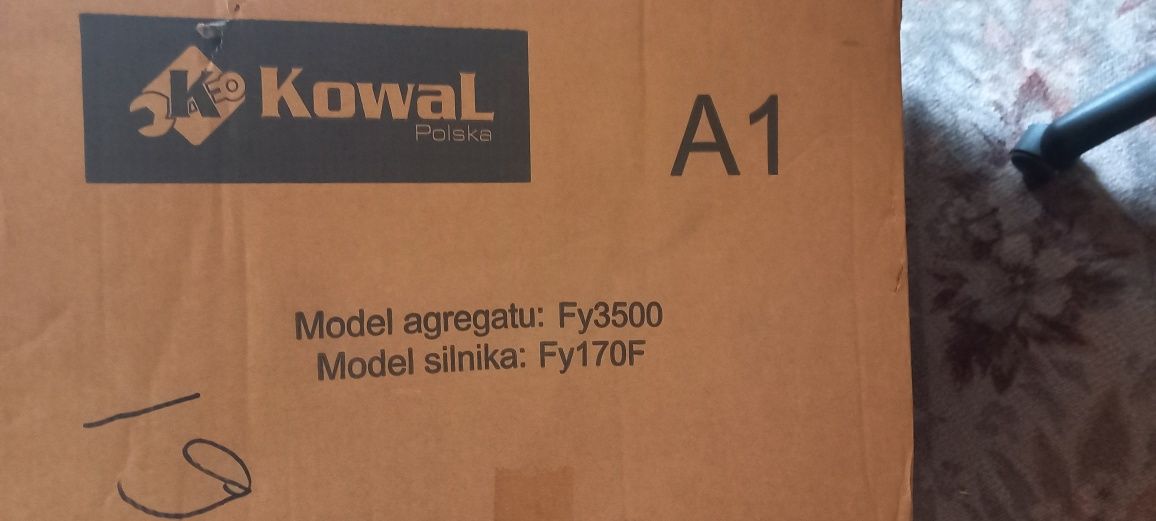 K
KowaL
Polska
A1
Model agregatu: Fy3500
Model silnika: Fy170F